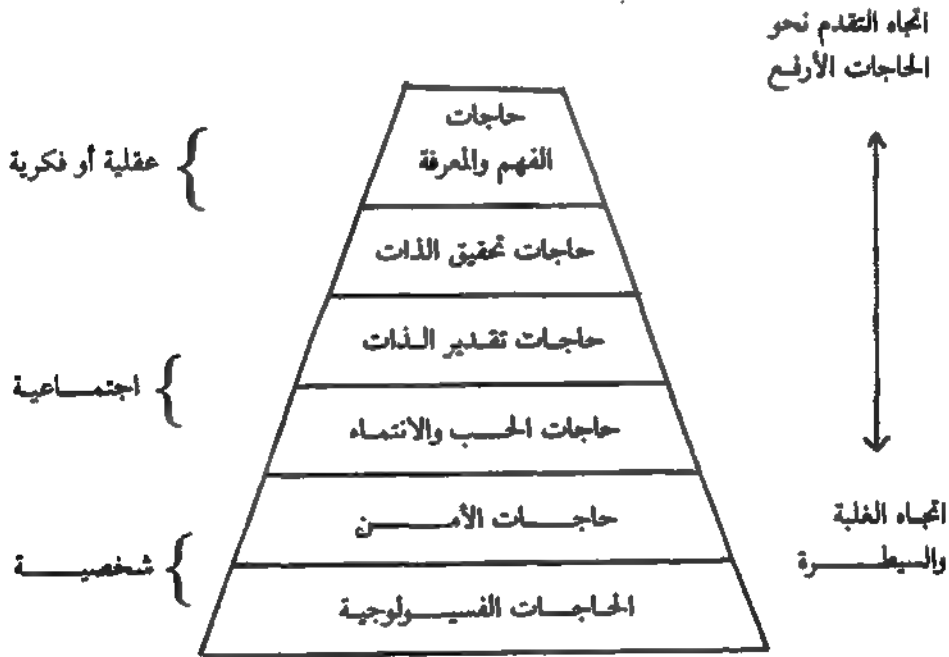 اتجاه التقدم نحو
الحاجات الأرفع
حاجات
الفهم والمعرفة
عقلية أو فكرية
حاجات تحقيق الذات
حاجات تقدير الذات
اجتماعية
حاجات الحب والانتماء
حاجات الأمن
اتجاه الغلبة
والسيطرة
شخصية
الحاجات الفسيولوجية